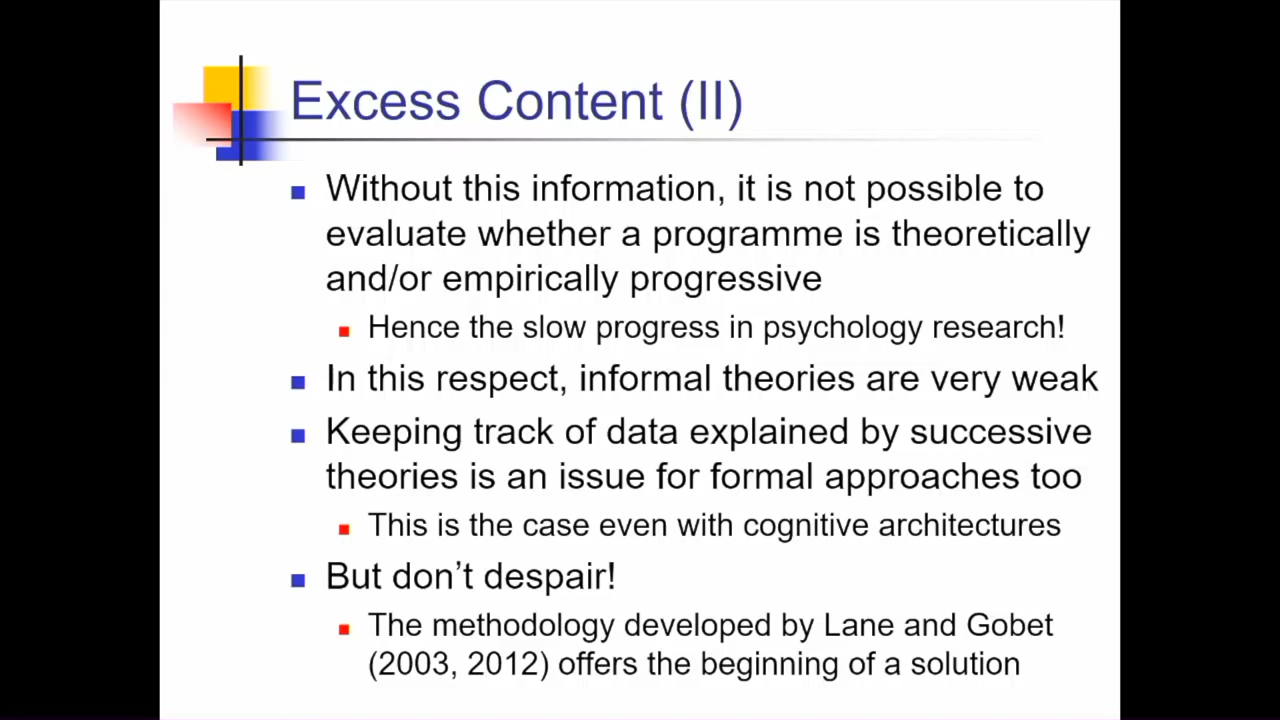 Excess Content (II)
Without this information, it is not possible to
evaluate whether a programme is theoretically
and/or empirically progressive
Hence the slow progress in psychology research!
In this respect, informal theories are very weak
Keeping track of data explained by successive
theories is an issue for formal approaches too
This is the case even with cognitive architectures
But don’t despair!
The methodology developed by Lane and Gobet
(2003, 2012) offers the beginning of a solution